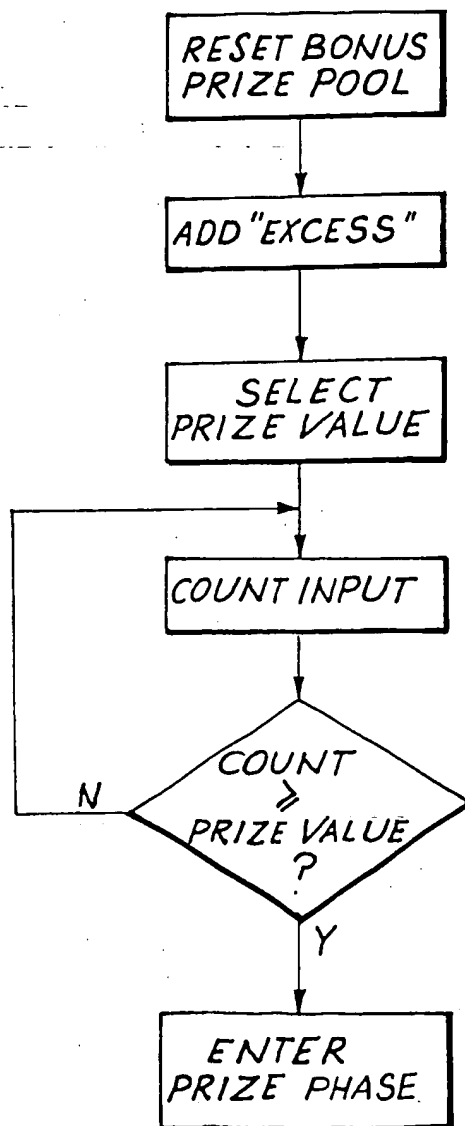 RESET BONUS
PRIZE POOL
ADD "EXCESS"
SELECT
PRIZE VALUE
COUNT INPUT
COUNT
≥
PRIZE VALUE
?
N
Y
ENTER
PRIZE PHASE